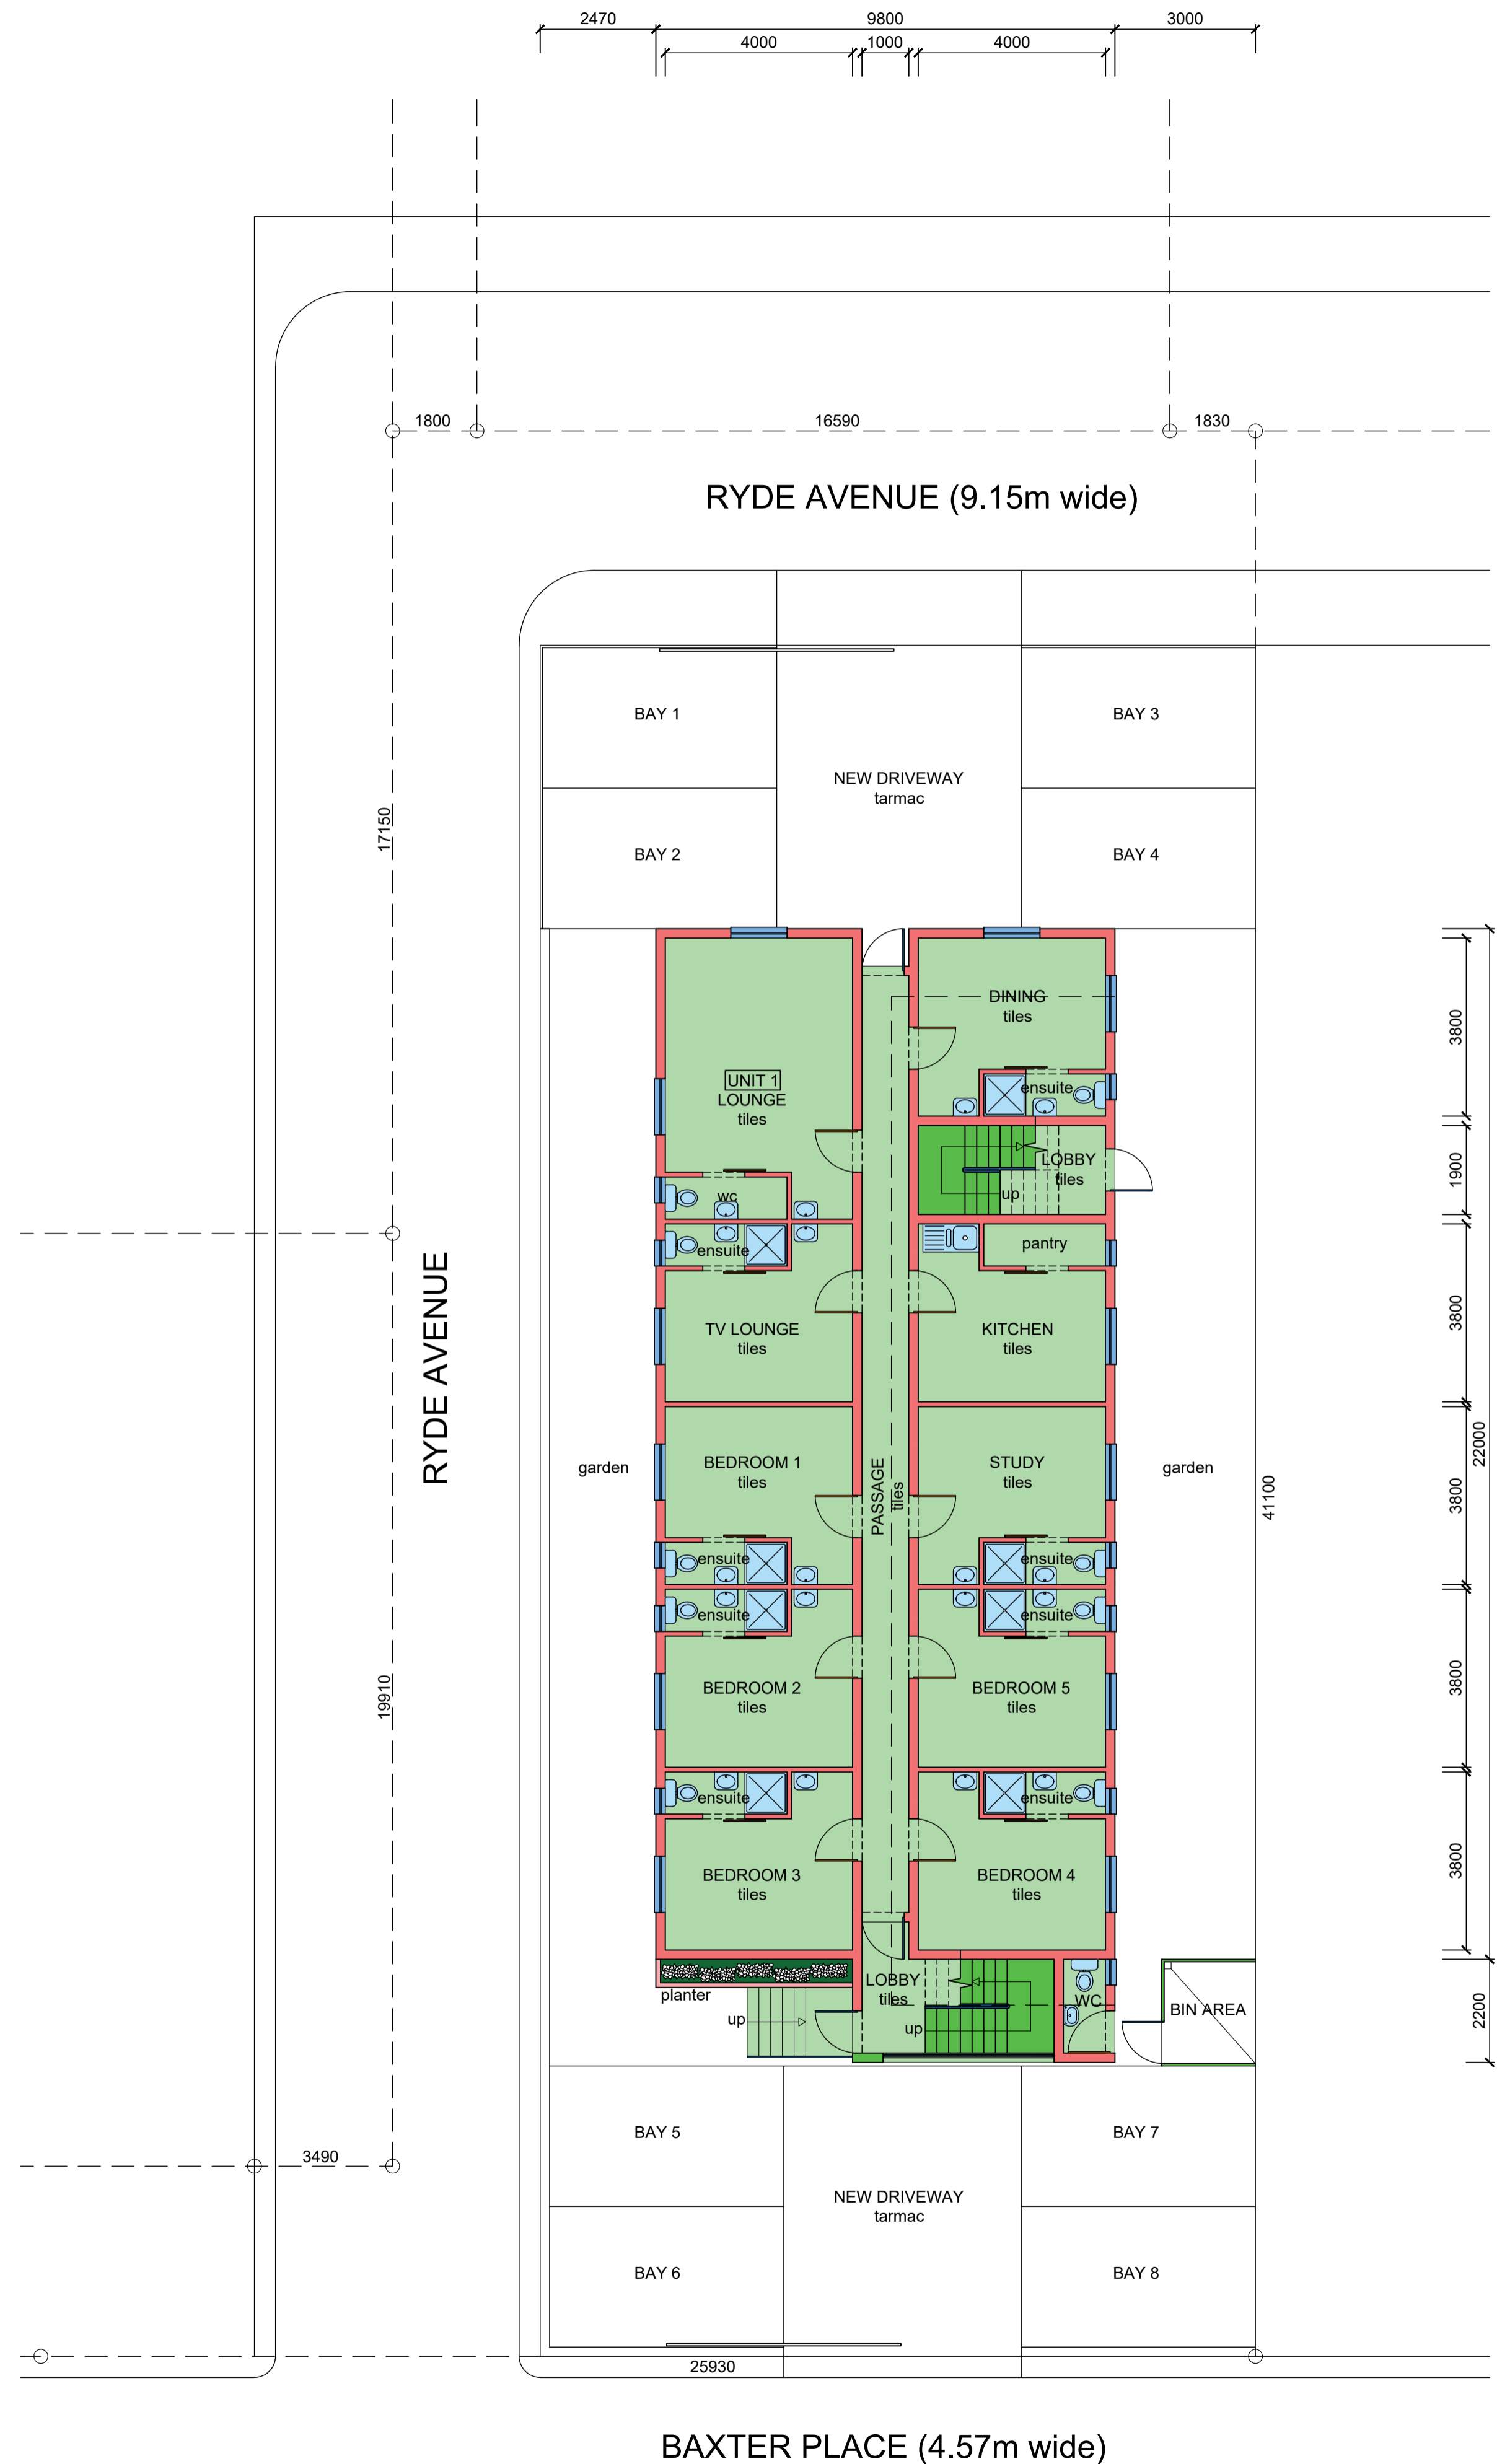 2470
9800
3000
4000
1000
4000
1800
16590
1830
RYDE AVENUE (9.15m wide)
BAY 1
BAY 3
NEW DRIVEWAY
tarmac
17150
BAY 2
BAY 4
DINING
tiles
3800
UNIT 1
LOUNGE
tiles
ensuite
LOBBY
tiles
1900
up
wc
ensuite
pantry
RYDE AVENUE
TV LOUNGE
tiles
KITCHEN
tiles
3800
BEDROOM 1
tiles
STUDY
tiles
garden
PASSAGE
tiles
garden
41100
3800
22000
ensuite
ensuite
ensuite
ensuite
19910
BEDROOM 2
tiles
BEDROOM 5
tiles
3800
ensuite
ensuite
BEDROOM 3
tiles
BEDROOM 4
tiles
3800
planter
LOBBY
tiles
up
up
WC
BIN AREA
2200
BAY 5
BAY 7
3490
NEW DRIVEWAY
tarmac
BAY 6
BAY 8
25930
BAXTER PLACE (4.57m wide)